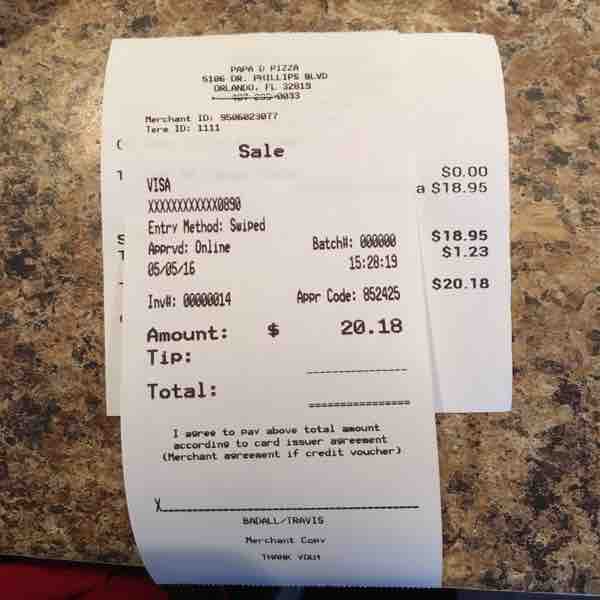 PAPA D PIZZA
5106 DR. PHILLIPS BLVD
ORLANDO, FL 32819
0033
Merchant ID: 9506023077
Term ID: 1111
Sale
VISA
XXXXXXXXXXXX0890
Entry Method: Swiped
Apprvd: Online
Batch#: 000000
05/05/16
15:28:19
Inv#: 00000014
Appr Code: 852425
Amount: $ 20.18
Tip:
Total:
I agree to pay above total amount
according to card issuer agreement
(Merchant agreement if credit voucher)
X
BADALL/TRAVIS
Merchant Copy
THANK YOU!
$0.00
a $18.95
$18.95
$1.23
$20.18